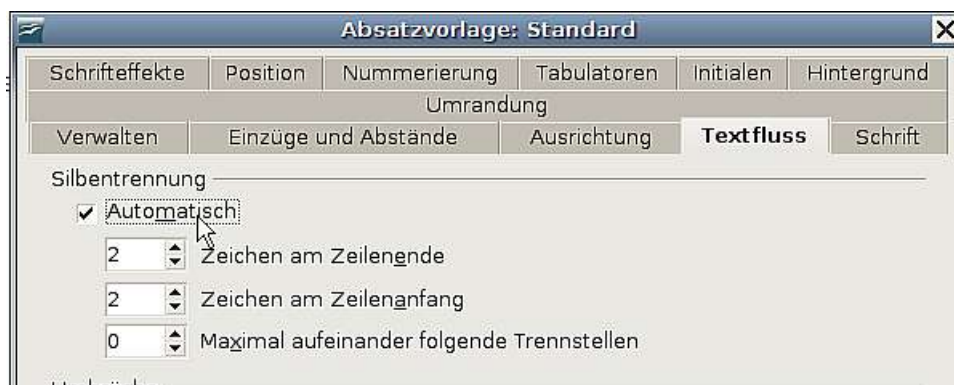 Absatzvorlage: Standard
Schrifteffekte Position Nummerierung Tabulatoren Initialen Hintergrund
Umrandung
Verwalten Einzüge und Abstände Ausrichtung Textfluss Schrift
Silbentrennung
Automatisch
2 Zeichen am Zeilenende
2 Zeichen am Zeilenanfang
0 Maximal aufeinander folgende Trennstellen